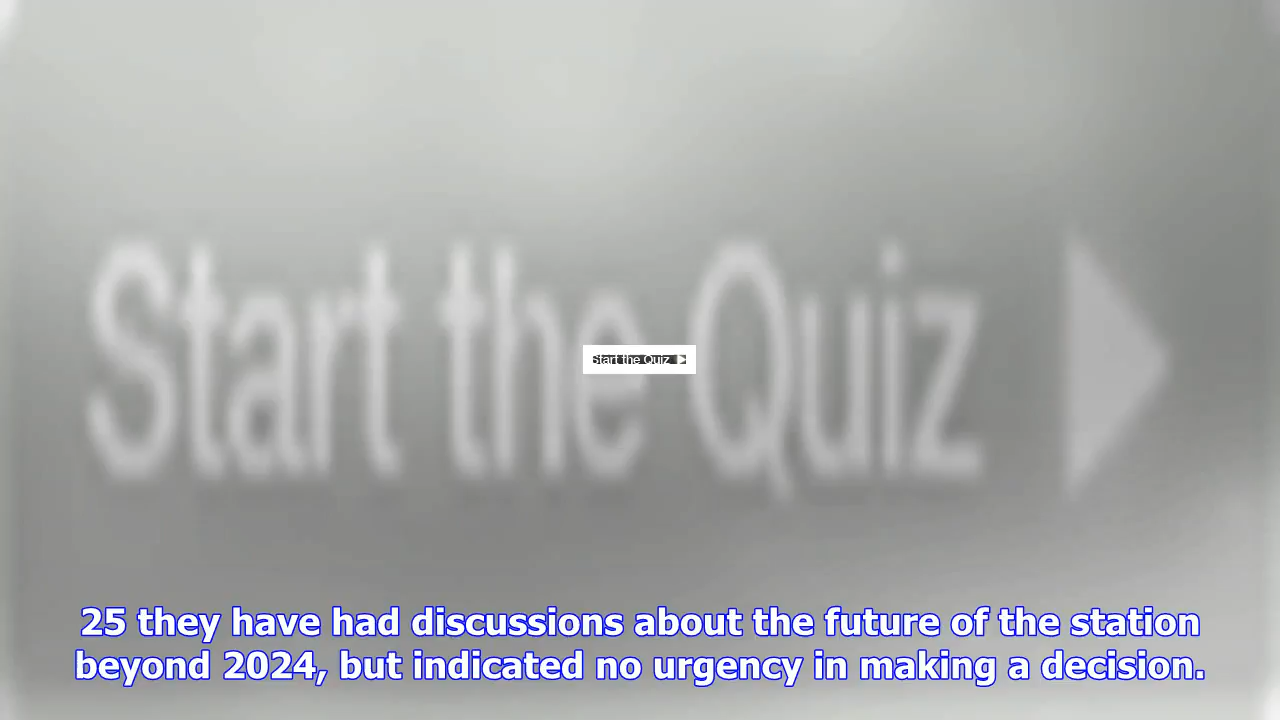 Start the Quiz
Start the Quiz
25 they have had discussions about the future of the station
beyond 2024, but indicated no urgency in making a decision.